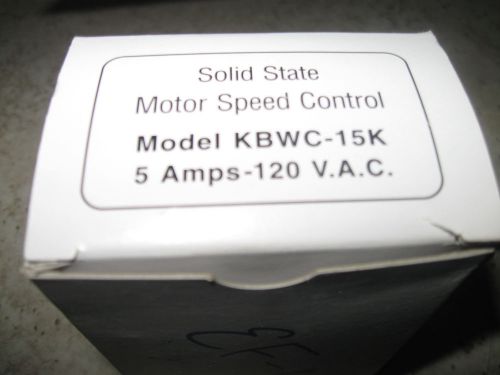 Solid State
Motor Speed Control
Model KBWC-15K
5 Amps-120 V.A.C.